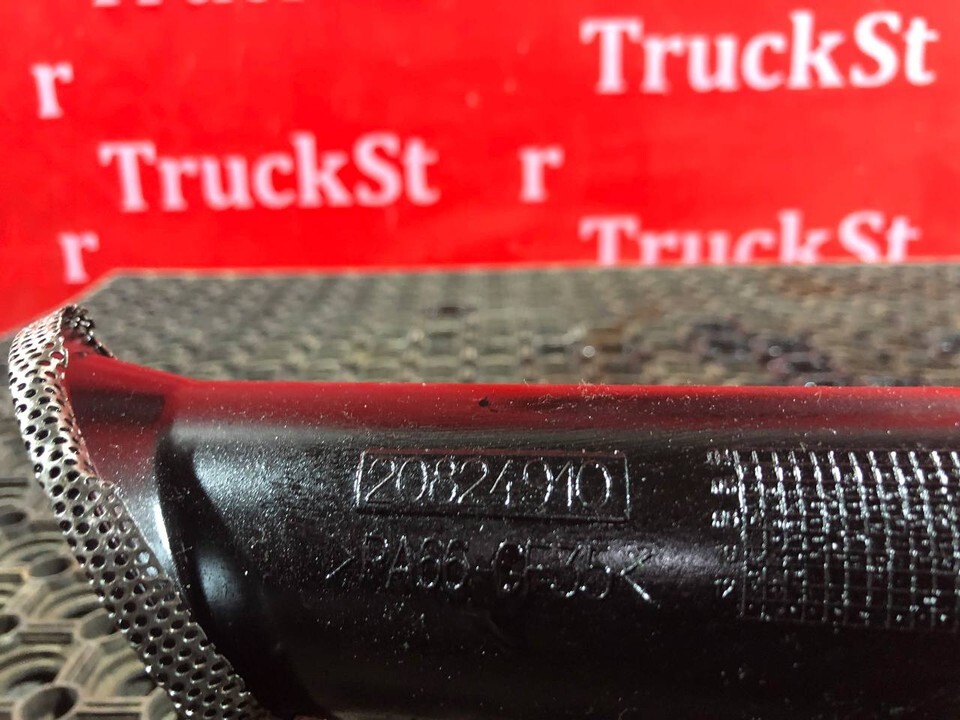 TruckSt
r
TruckSt r
r TruckSt
20824910
>PA66-GF35<